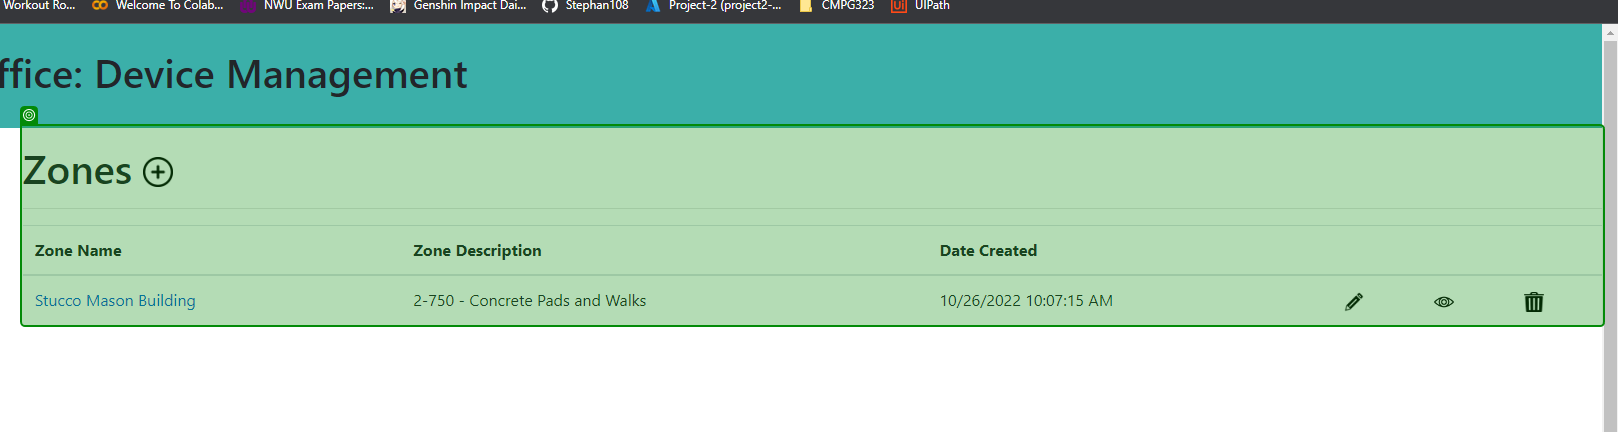 Workout Ro... Welcome To Colab... NWU Exam Papers:... Genshin Impact Dai... Stephan108 Project-2 (project2-... CMPG323 UiPath
ffice: Device Management
Zones
Zone Name Zone Description Date Created
Stucco Mason Building 2-750 - Concrete Pads and Walks 10/26/2022 10:07:15 AM